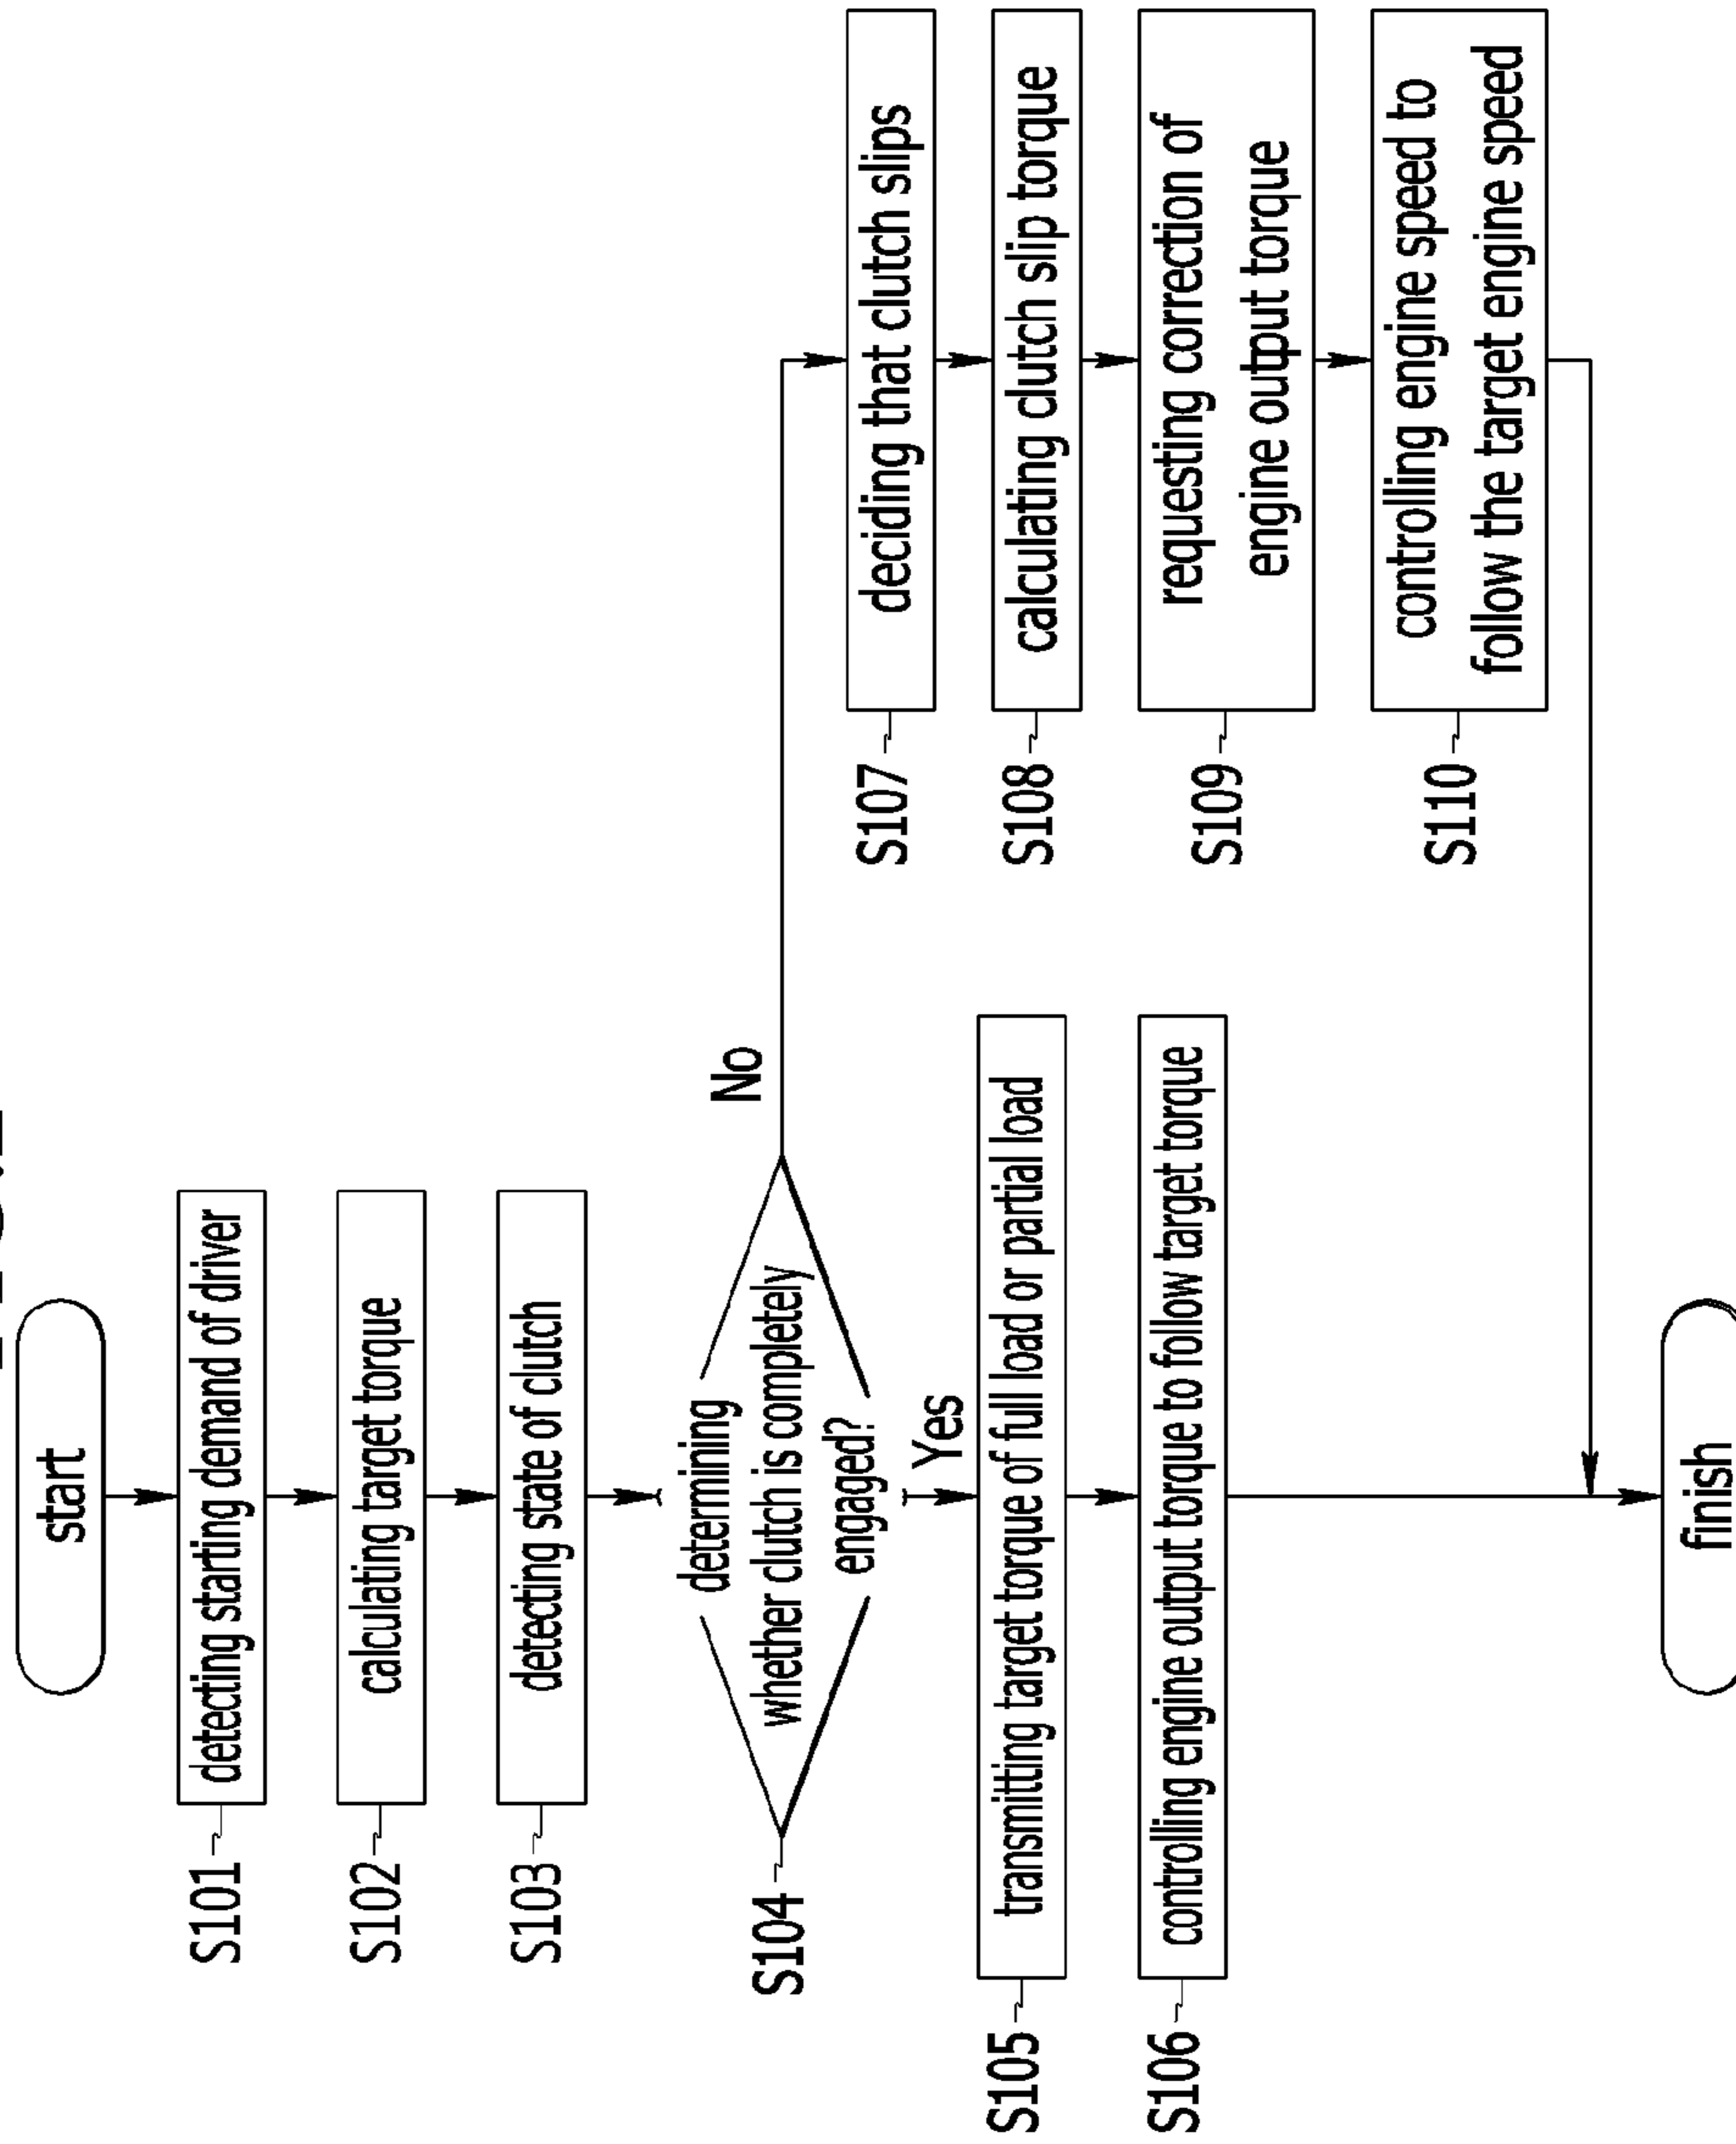 start
S101
detecting starting demand of driver
S102
calculating target torque
S103
detecting state of clutch
S104
determining
whether clutch is completely
engaged?
No
Yes
S105
transmitting target torque of full load or partial load
S106
controlling engine output torque to follow target torque
S107
deciding that clutch slips
S108
calculating clutch slip torque
S109
requesting correction of
engine output torque
S110
controlling engine speed to
follow the target engine speed
finish